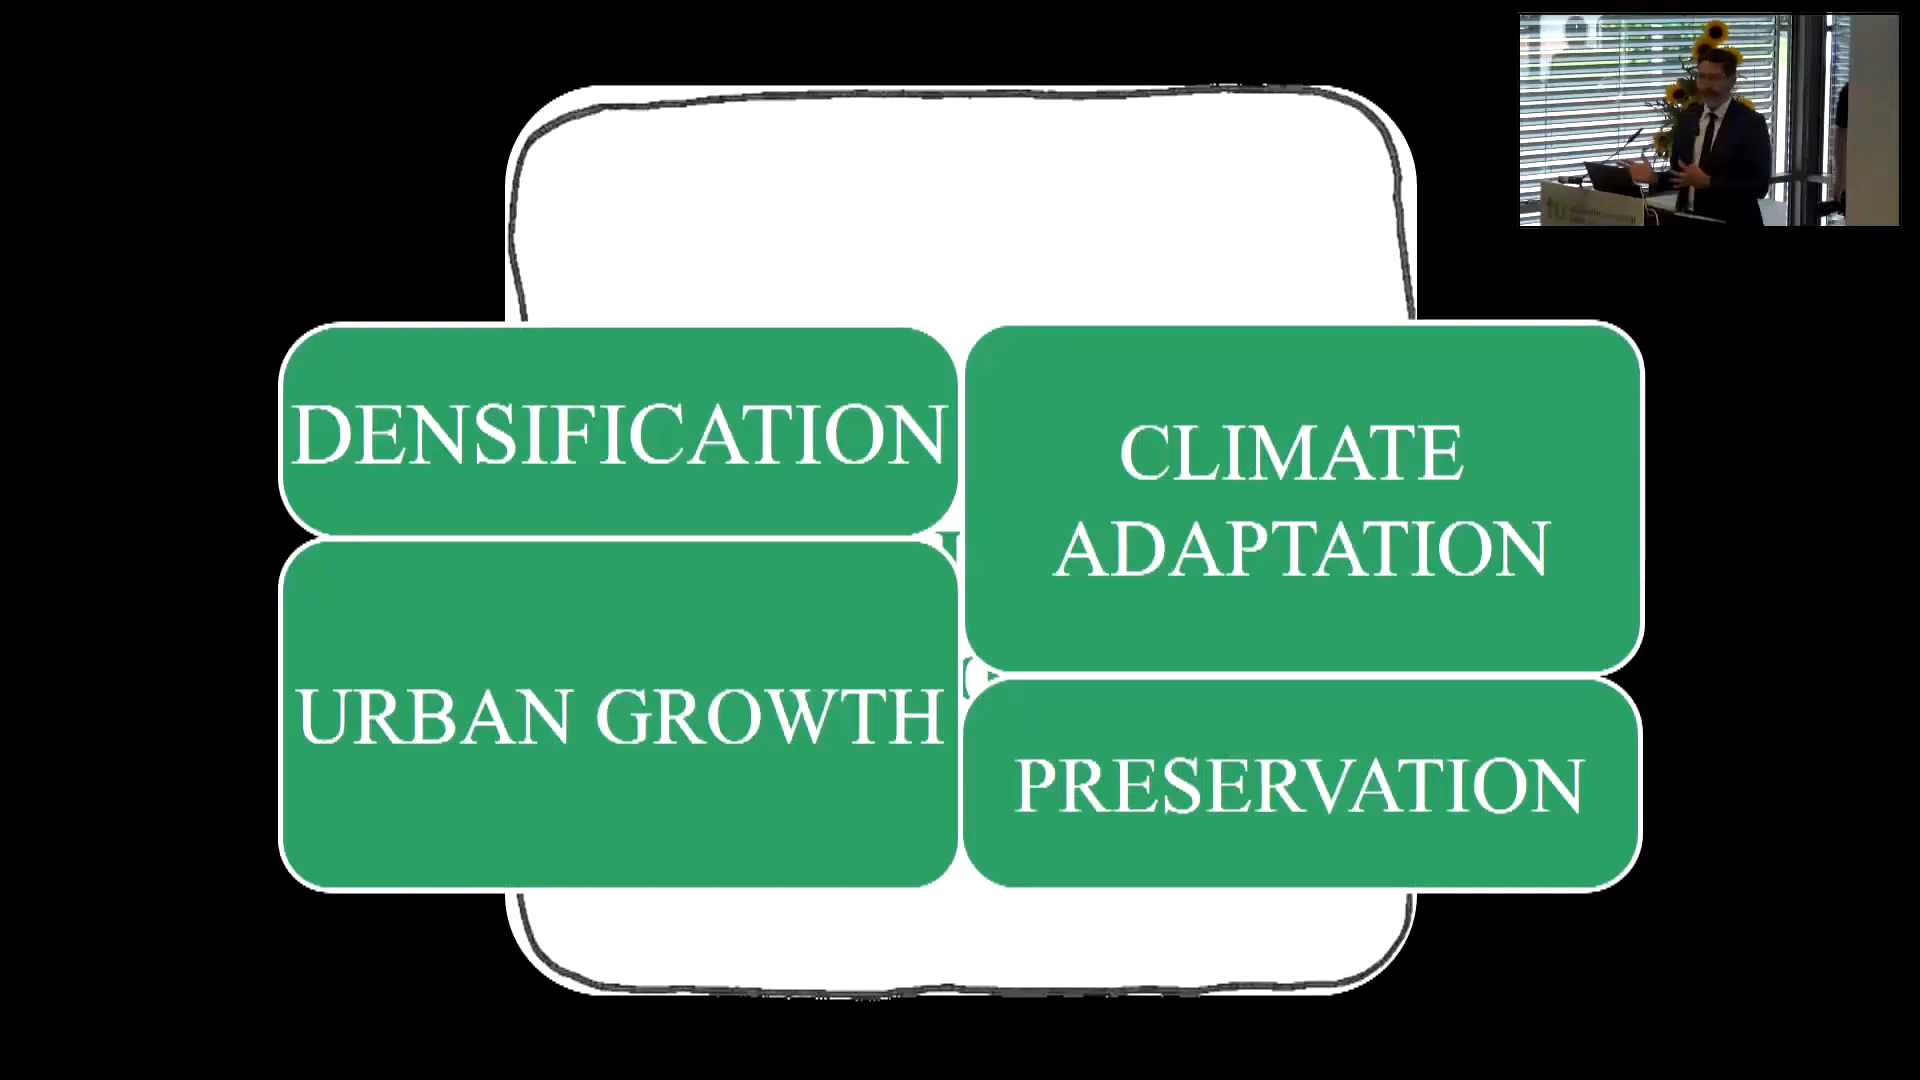 DENSIFICATION
CLIMATE
ADAPTATION
URBAN GROWTH
PRESERVATION